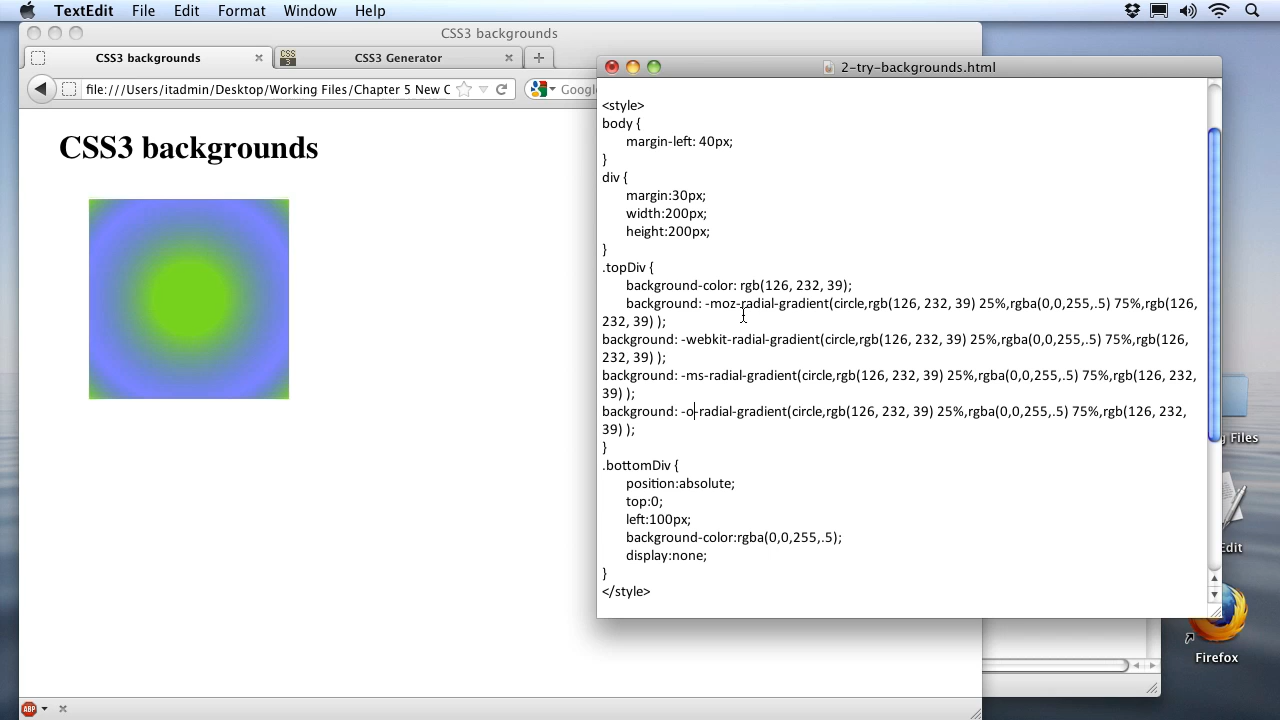 TextEdit File Edit Format Window Help
CSS3 backgrounds
CSS3 backgrounds
CSS 3 CSS3 Generator
file:///Users/itadmin/Desktop/Working Files/Chapter 5 New C
Google
CSS3 backgrounds
2-try-backgrounds.html
<style>
body {
margin-left: 40px;
}
div {
margin:30px;
width:200px;
height:200px;
}
.topDiv {
background-color: rgb(126, 232, 39);
background: -moz-radial-gradient(circle,rgb(126, 232, 39) 25%,rgba(0,0,255,.5) 75%,rgb(126,
232, 39) );
background: -webkit-radial-gradient(circle,rgb(126, 232, 39) 25%,rgba(0,0,255,.5) 75%,rgb(126,
232, 39) );
background: -ms-radial-gradient(circle,rgb(126, 232, 39) 25%,rgba(0,0,255,.5) 75%,rgb(126, 232,
39) );
background: -o-radial-gradient(circle,rgb(126, 232, 39) 25%,rgba(0,0,255,.5) 75%,rgb(126, 232,
39) );
}
.bottomDiv {
position:absolute;
top:0;
left:100px;
background-color:rgba(0,0,255,.5);
display:none;
}
</style>
g Files
Edit
Firefox
ABP